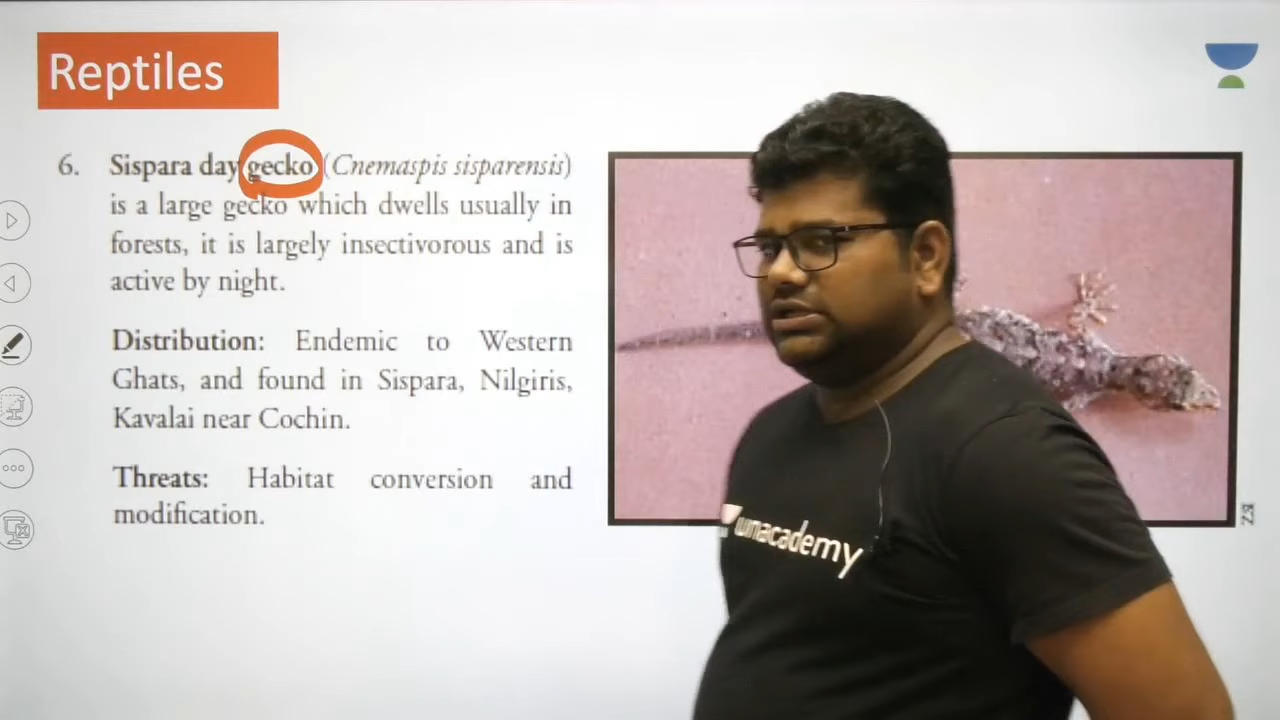 Reptiles
6. Sispara day gecko (Cnemaspis sisparensis)
is a large gecko which dwells usually in
forests, it is largely insectivorous and is
active by night.
Distribution: Endemic to Western
Ghats, and found in Sispara, Nilgiris,
Kavalai near Cochin.
Threats: Habitat conversion and
modification.
unacademy